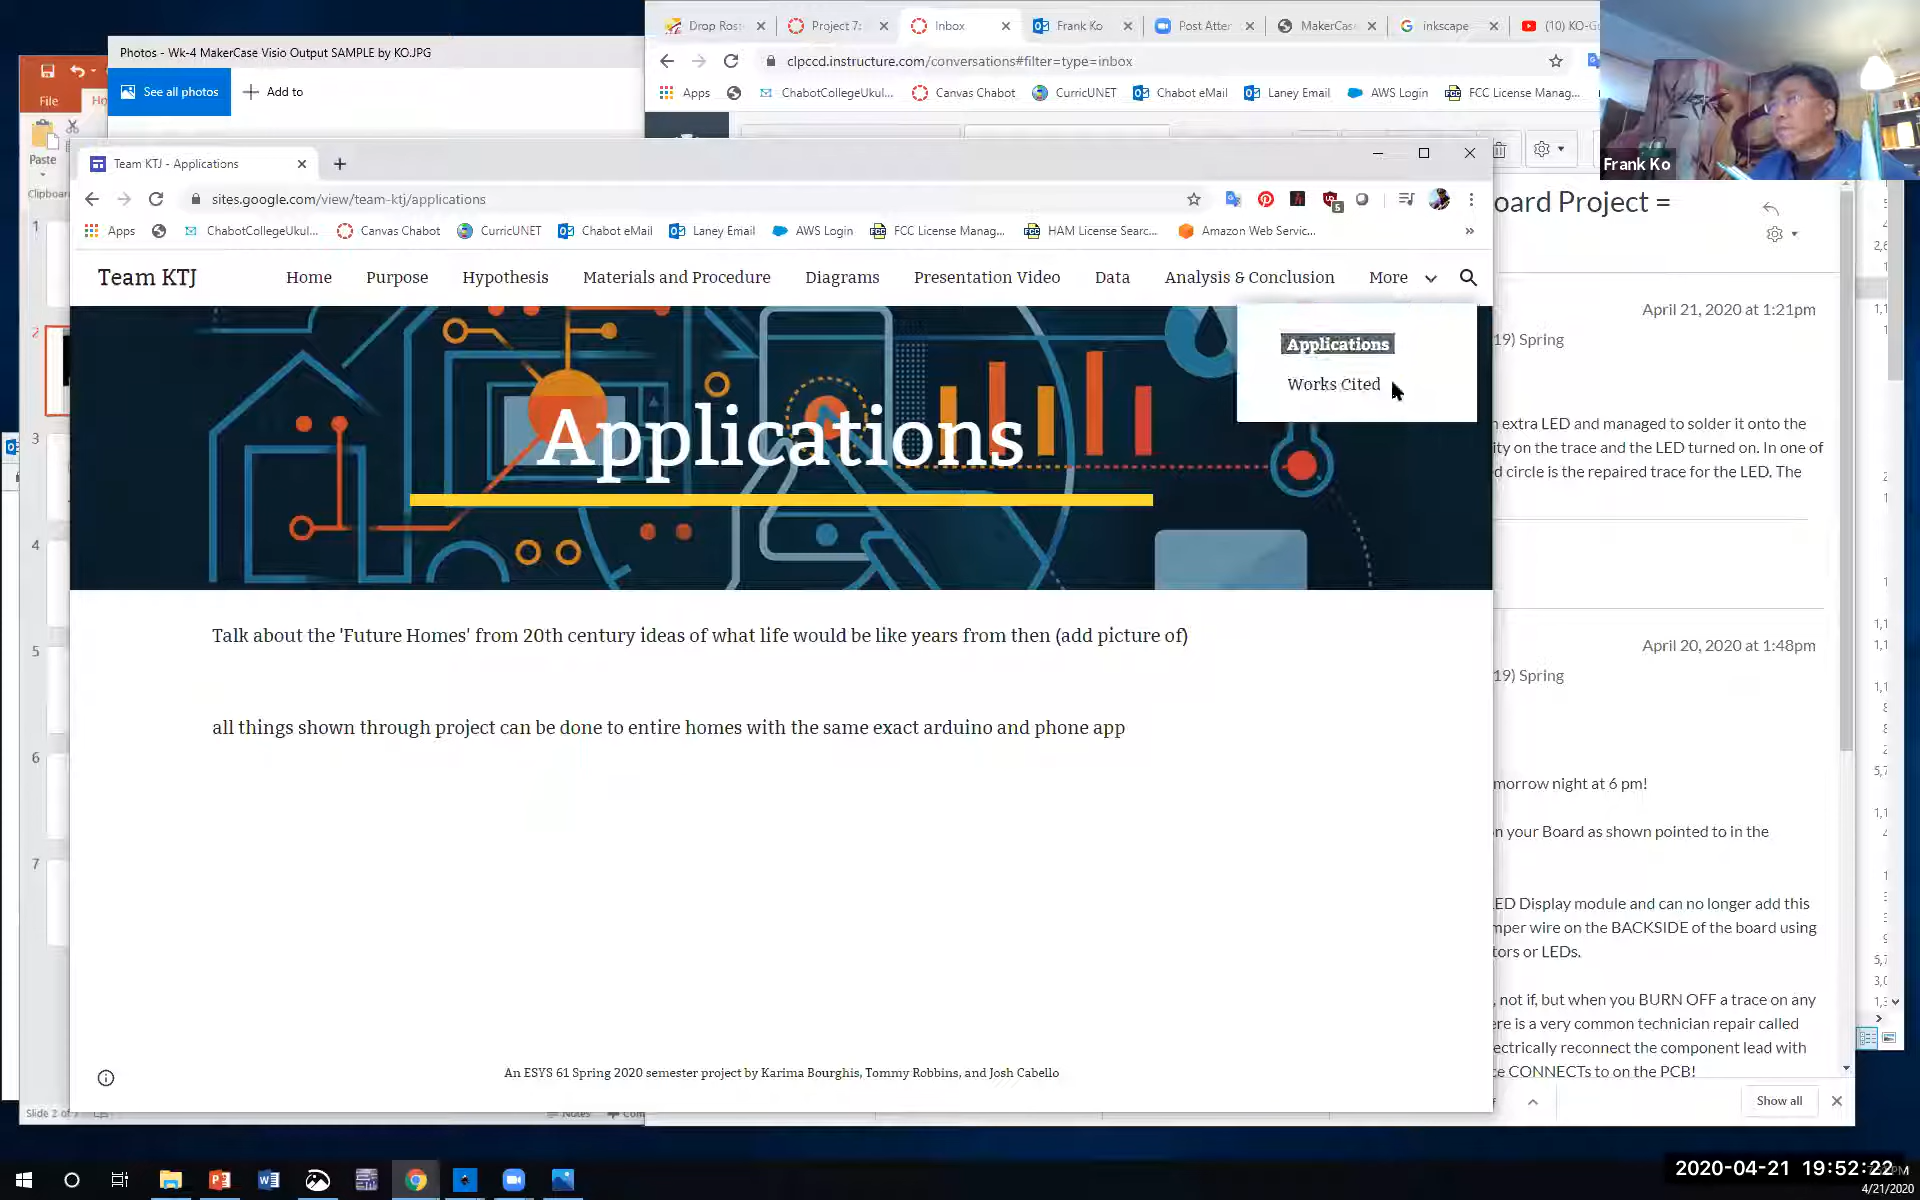 Photos - Wk-4 MakerCase Visio Output SAMPLE by KO.JPG
See all photos
Add to
File
Paste
Clipboard
1
2
3
4
5
6
7
Slide 2 of 7
Drop Rost
Project 7:
Inbox
Frank Ko
Post Atter
MakerCas
inkscape
(10) KO-G
clpccd.instructure.com/conversations#filter=type=inbox
Apps
ChabotCollegeUkul...
Canvas Chabot
CurricUNET
Chabot eMail
Laney Email
AWS Login
FCC License Manag...
Frank Ko
Team KTJ - Applications
sites.google.com/view/team-ktj/applications
5
Apps
ChabotCollegeUkul...
Canvas Chabot
CurricUNET
Chabot eMail
Laney Email
AWS Login
FCC License Manag...
HAM License Searc...
Amazon Web Servic...
»
Team KTJ
Home
Purpose
Hypothesis
Materials and Procedure
Diagrams
Presentation Video
Data
Analysis & Conclusion
More
Applications
Works Cited
Applications
Talk about the 'Future Homes' from 20th century ideas of what life would be like years from then (add picture of)
all things shown through project can be done to entire homes with the same exact arduino and phone app
An ESYS 61 Spring 2020 semester project by Karima Bourghis, Tommy Robbins, and Josh Cabello
oard Project =
April 21, 2020 at 1:21pm
19) Spring
n extra LED and managed to solder it onto the
ity on the trace and the LED turned on. In one of
d circle is the repaired trace for the LED. The
April 20, 2020 at 1:48pm
19) Spring
morrow night at 6 pm!
n your Board as shown pointed to in the
ED Display module and can no longer add this
mper wire on the BACKSIDE of the board using
tors or LEDs.
, not if, but when you BURN OFF a trace on any
ere is a very common technician repair called
ectrically reconnect the component lead with
ce CONNECTs to on the PCB!
Show all
2020-04-21 19:52:22
4/21/2020